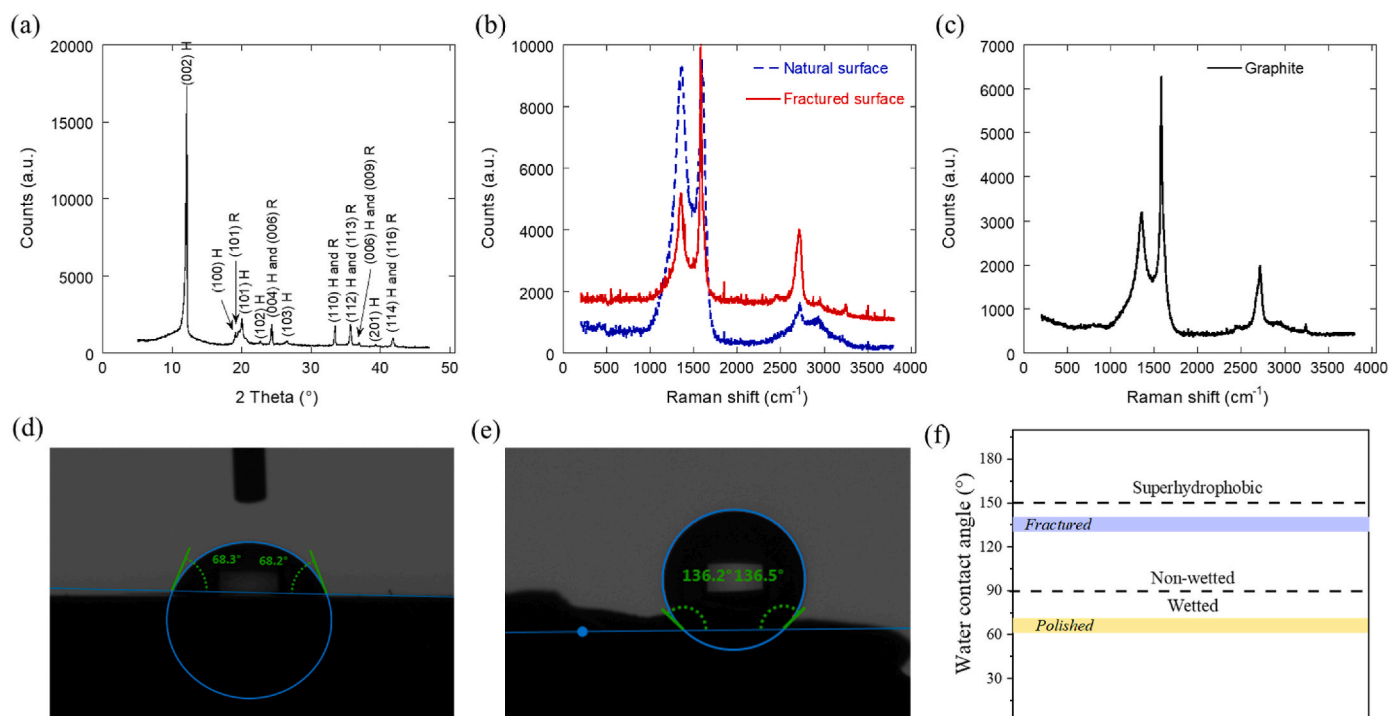 (a)
20000
15000
10000
5000
0
0
10
20
30
40
50
Counts (a.u.)
2 Theta (°)
(002) H
(100) H
(101) R
(101) H
(102) H
(004) H and (006) R
(103) H
(110) H and R
(112) H and (113) R
(006) H and (009) R
(201) H
(114) H and (116) R
(b)
10000
8000
6000
4000
2000
0
0
500 1000 1500 2000 2500 3000 3500 4000
Counts (a.u.)
Raman shift (cm-1)
Natural surface
Fractured surface
(c)
7000
6000
5000
4000
3000
2000
1000
0
0
500 1000 1500 2000 2500 3000 3500 4000
Counts (a.u.)
Raman shift (cm-1)
Graphite
(d)
68.3° 68.2°
(e)
136.2° 136.5°
(f)
Water contact angle (°)
180
150
120
90
60
30
Superhydrophobic
Fractured
Non-wetted
Wetted
Polished